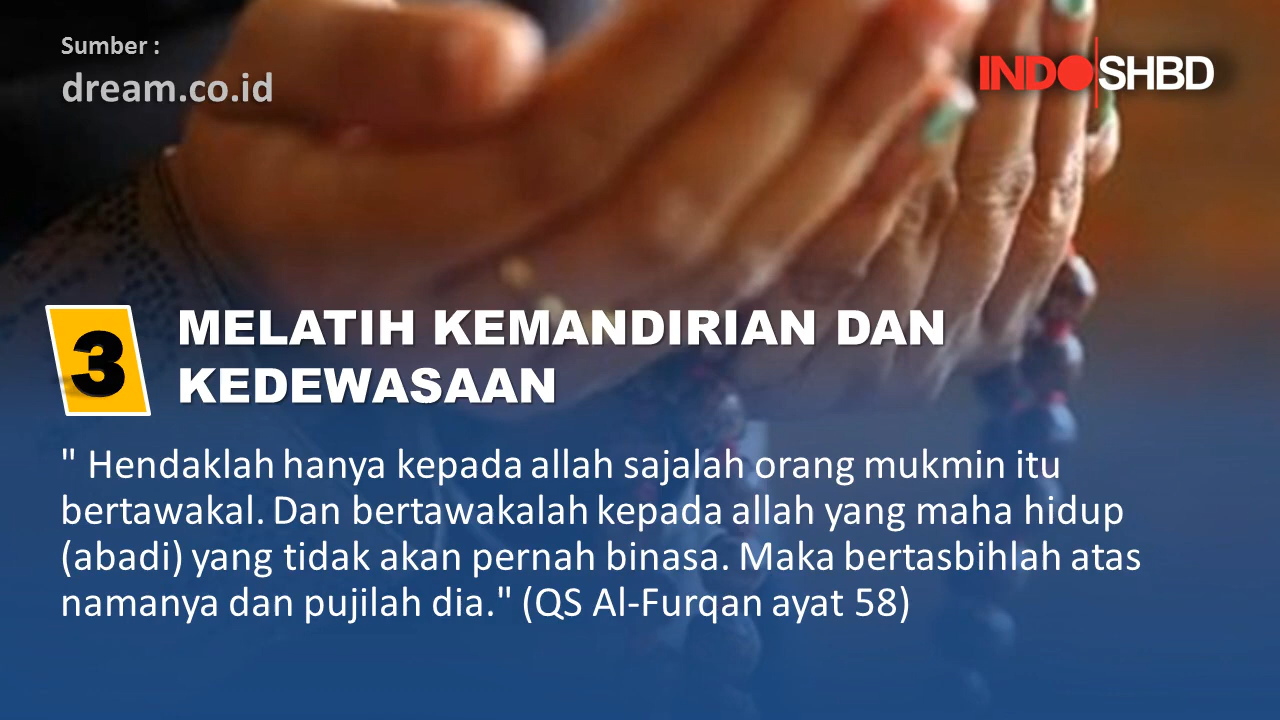 Sumber :
dream.co.id
INDO SHBD
3
MELATIH KEMANDIRIAN DAN
KEDEWASAAN
" Hendaklah hanya kepada allah sajalah orang mukmin itu
bertawakal. Dan bertawakalah kepada allah yang maha hidup
(abadi) yang tidak akan pernah binasa. Maka bertasbihlah atas
namanya dan pujilah dia." (QS Al-Furqan ayat 58)